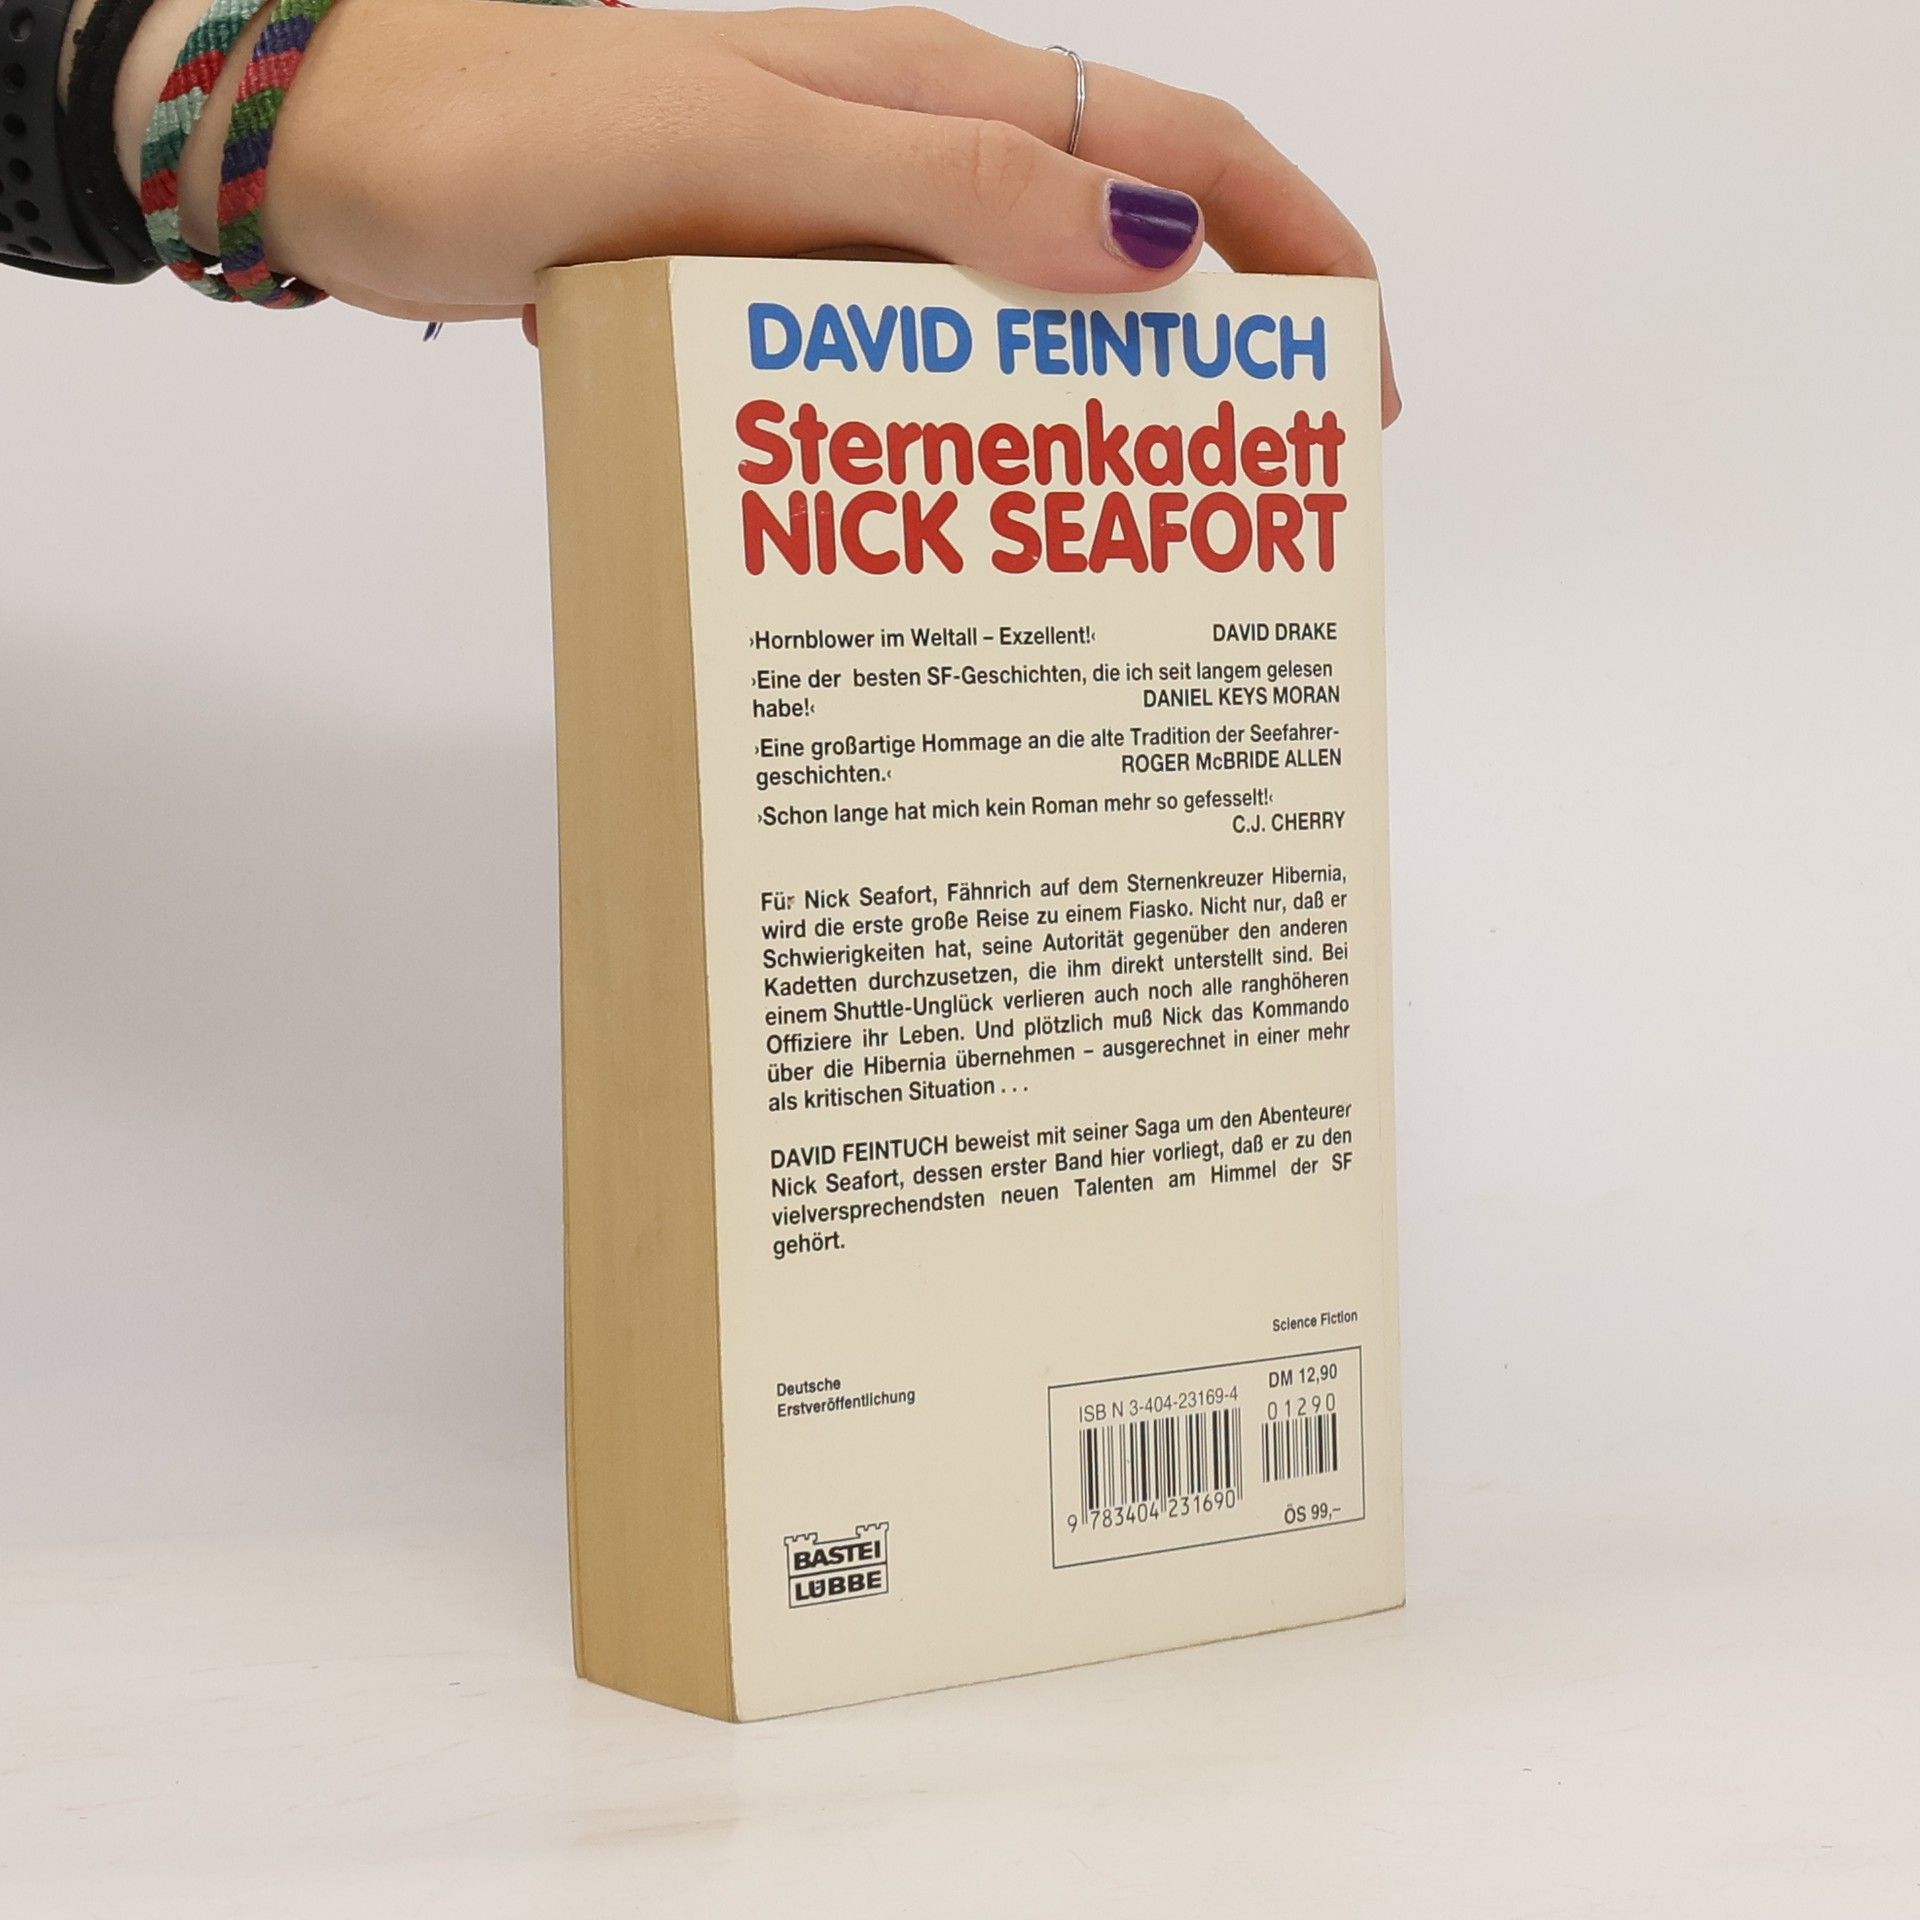 DAVID FEINTUCH
Sternenkadett
NICK SEAFORT
›Hornblower im Weltall – Exzellent!‹ DAVID DRAKE
›Eine der besten SF-Geschichten, die ich seit langem gelesen
habe!‹ DANIEL KEYS MORAN
›Eine großartige Hommage an die alte Tradition der Seefahrer-
geschichten.‹ ROGER McBRIDE ALLEN
›Schon lange hat mich kein Roman mehr so gefesselt!‹
C.J. CHERRY
Für Nick Seafort, Fähnrich auf dem Sternenkreuzer Hibernia,
wird die erste große Reise zu einem Fiasko. Nicht nur, daß er
Schwierigkeiten hat, seine Autorität gegenüber den anderen
Kadetten durchzusetzen, die ihm direkt unterstellt sind. Bei
einem Shuttle-Unglück verlieren auch noch alle ranghöheren
Offiziere ihr Leben. Und plötzlich muß Nick das Kommando
über die Hibernia übernehmen – ausgerechnet in einer mehr
als kritischen Situation . . .
DAVID FEINTUCH beweist mit seiner Saga um den Abenteurer
Nick Seafort, dessen erster Band hier vorliegt, daß er zu den
vielversprechendsten neuen Talenten am Himmel der SF
gehört.
Science Fiction
Deutsche
Erstveröffentlichung
DM 12,90
ISBN 3-404-23169-4
01290
9 783404 231690
ÖS 99,–
BASTEI
LÜBBE